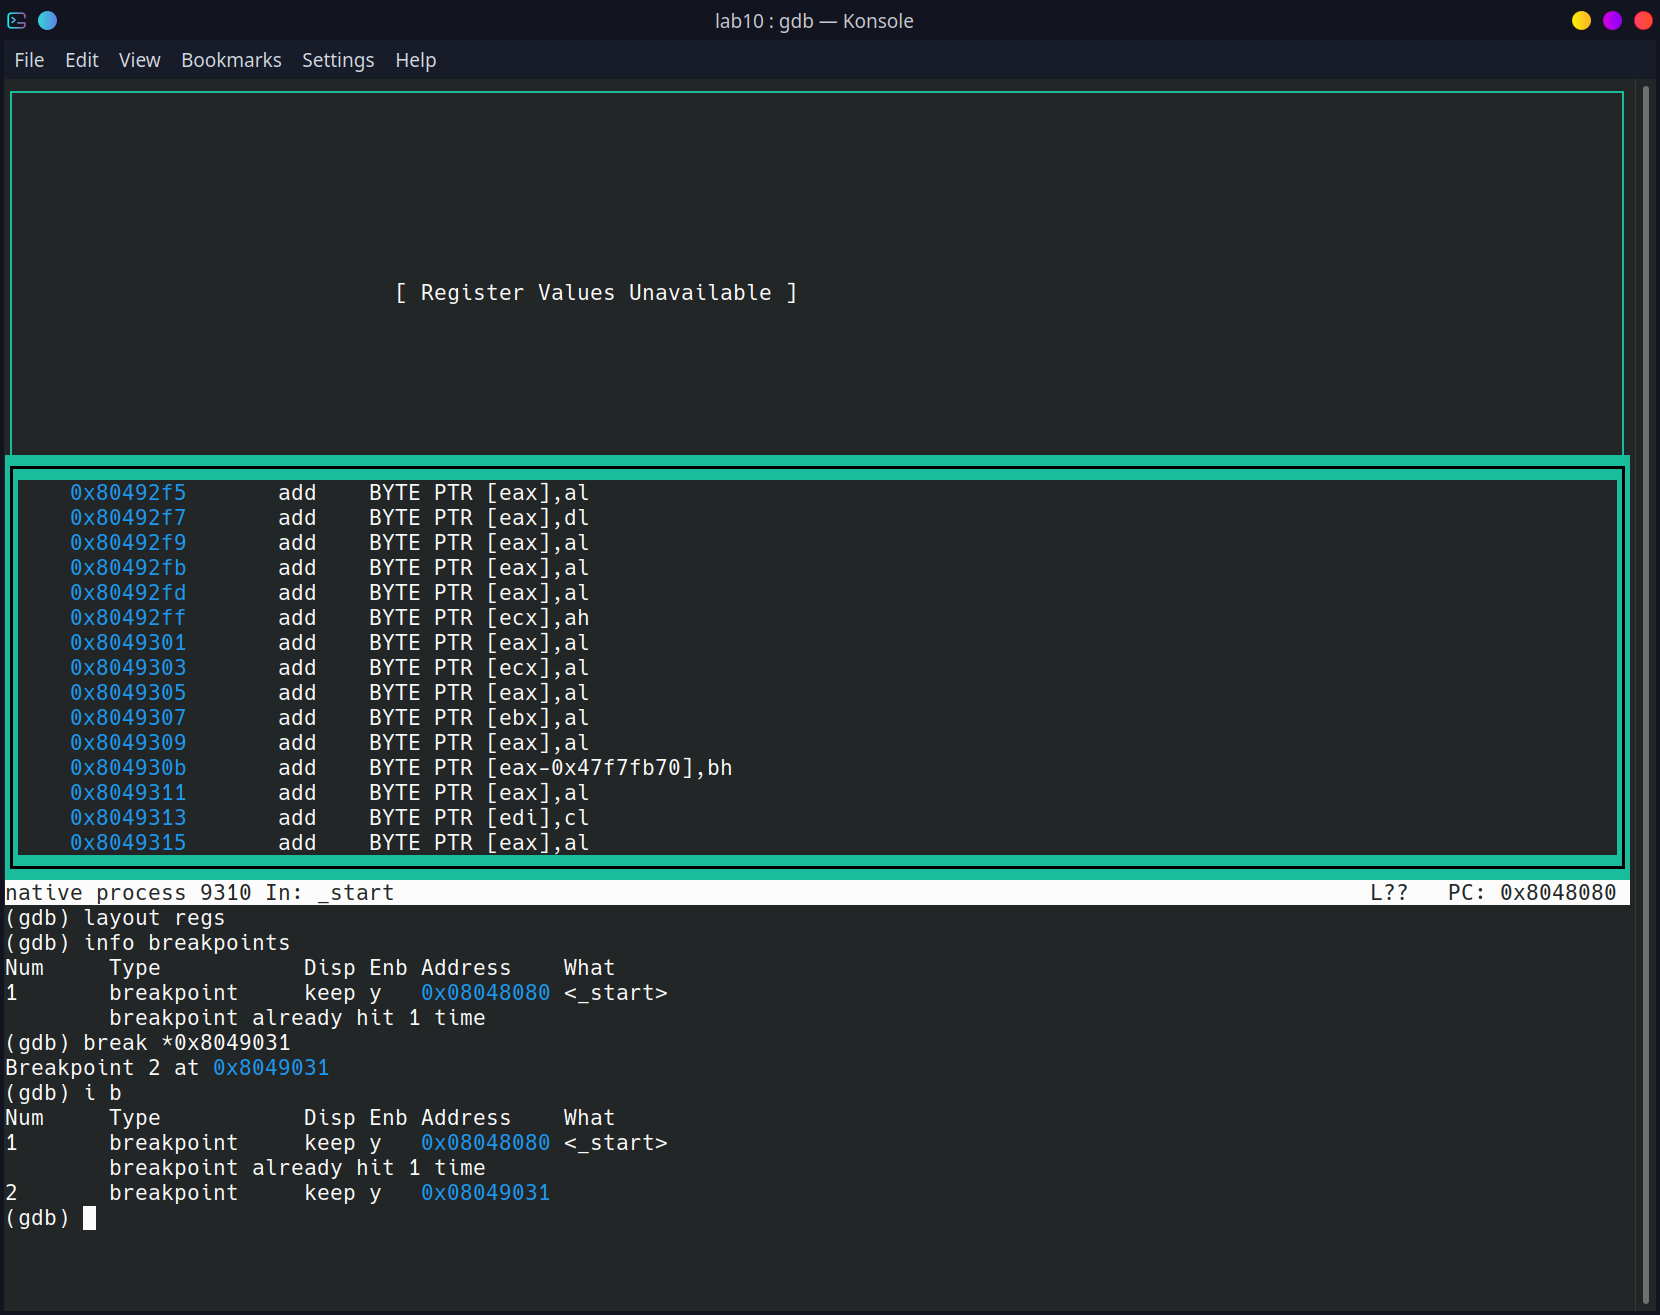 lab10 : gdb — Konsole
File Edit View Bookmarks Settings Help
[ Register Values Unavailable ]
0x80492f5 add BYTE PTR [eax],al
0x80492f7 add BYTE PTR [eax],dl
0x80492f9 add BYTE PTR [eax],al
0x80492fb add BYTE PTR [eax],al
0x80492fd add BYTE PTR [eax],al
0x80492ff add BYTE PTR [ecx],ah
0x8049301 add BYTE PTR [eax],al
0x8049303 add BYTE PTR [ecx],al
0x8049305 add BYTE PTR [eax],al
0x8049307 add BYTE PTR [ebx],al
0x8049309 add BYTE PTR [eax],al
0x804930b add BYTE PTR [eax-0x47f7fb70],bh
0x8049311 add BYTE PTR [eax],al
0x8049313 add BYTE PTR [edi],cl
0x8049315 add BYTE PTR [eax],al
native process 9310 In: _start L?? PC: 0x8048080
(gdb) layout regs
(gdb) info breakpoints
Num Type Disp Enb Address What
1 breakpoint keep y 0x08048080 <_start>
breakpoint already hit 1 time
(gdb) break *0x8049031
Breakpoint 2 at 0x8049031
(gdb) i b
Num Type Disp Enb Address What
1 breakpoint keep y 0x08048080 <_start>
breakpoint already hit 1 time
2 breakpoint keep y 0x08049031
(gdb)